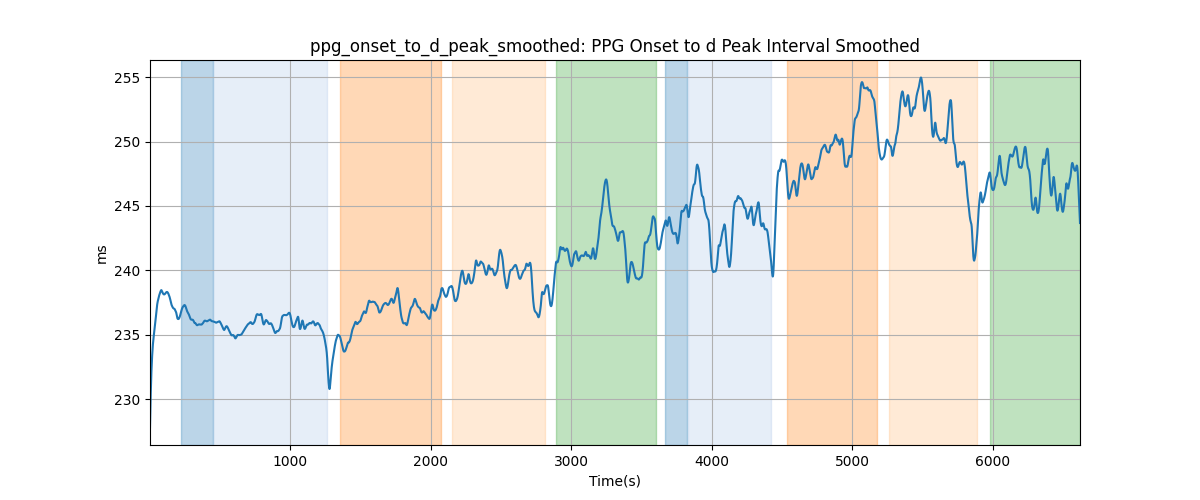 ppg_onset_to_d_peak_smoothed: PPG Onset to d Peak Interval Smoothed
255
250
245
240
235
230
ms
1000 2000 3000 4000 5000 6000
Time(s)